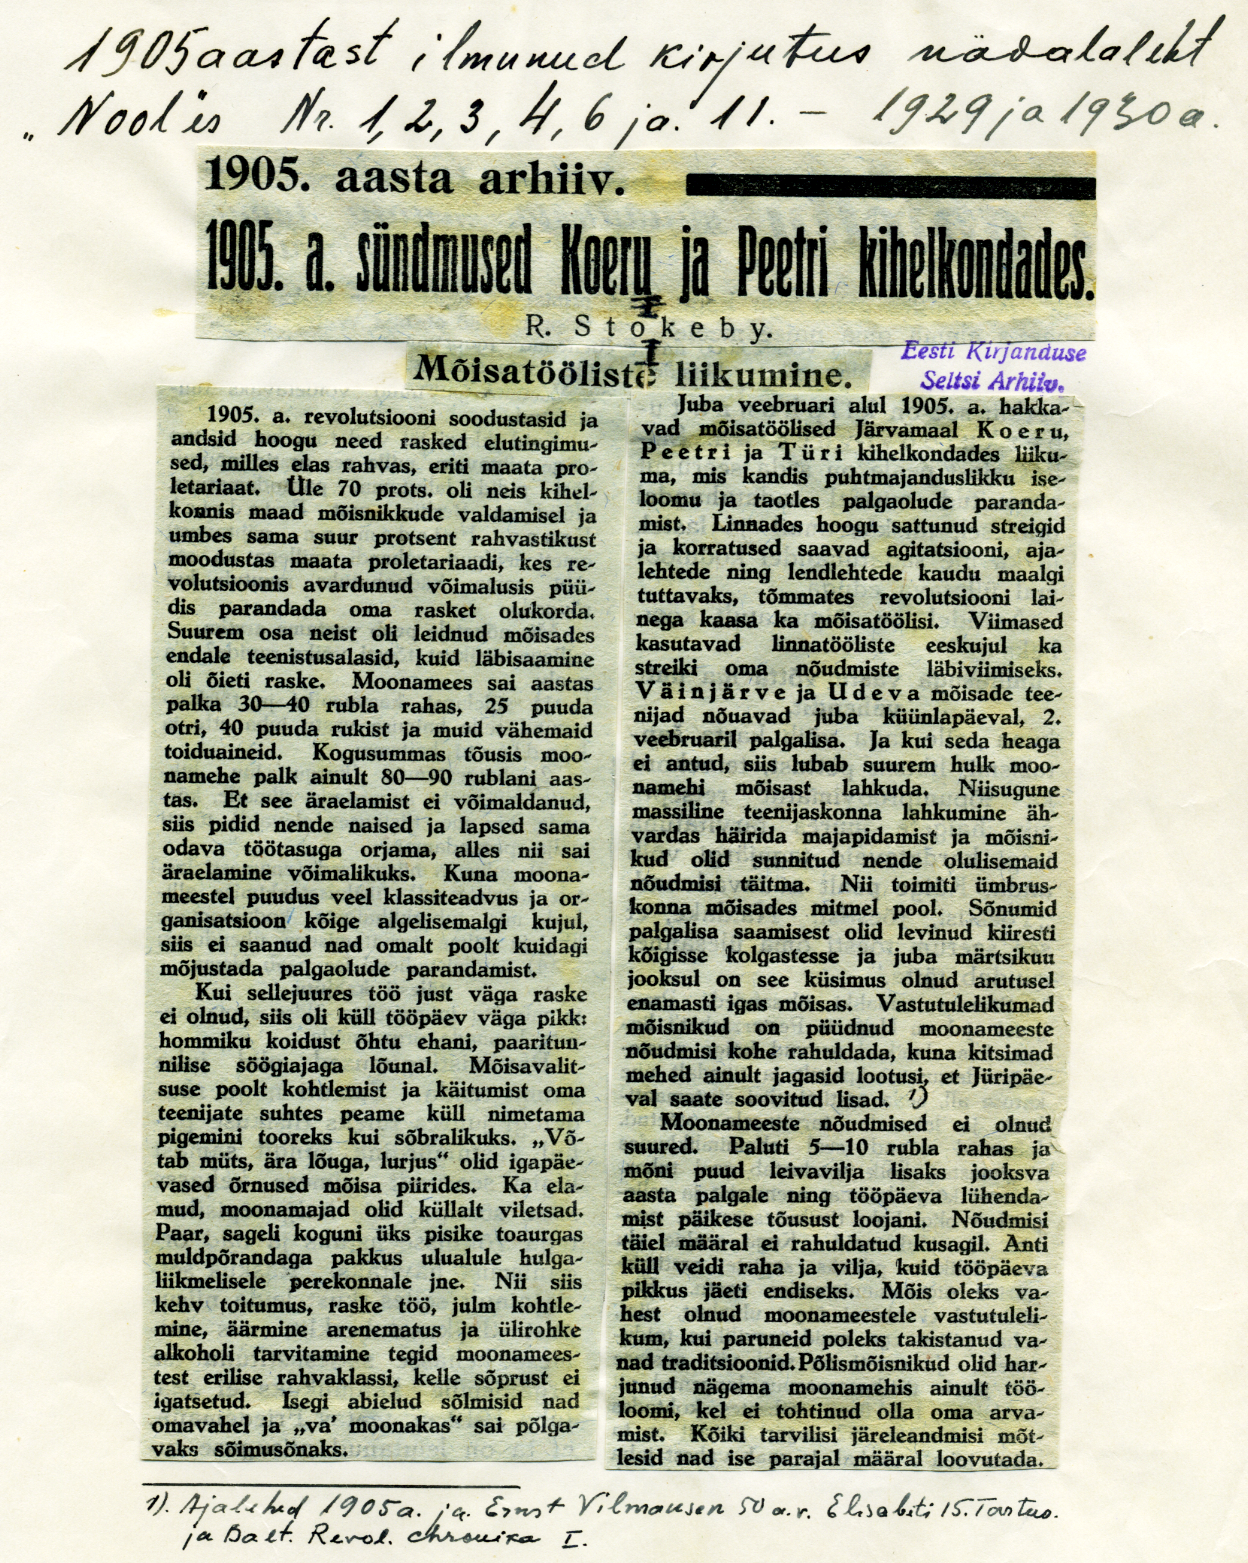 1905 aastast ilmunud kirjutus nädalaleht
„Nool"is Nr. 1, 2, 3, 4, 6 ja 11. – 1929 ja 1930 a.
1905. aasta arhiiv.
1905. a. sündmused Koeru ja Peetri kihelkondades.
R. Stokeby.
Eesti Kirjanduse
Seltsi Arhiiv.
Mõisatööliste liikumine.
1905. a. revolutsiooni soodustasid ja
andsid hoogu need rasked elutingimu-
sed, milles elas rahvas, eriti maata pro-
letariaat. Üle 70 prots. oli neis kihel-
konnis maad mõisnikkude valdamisel ja
umbes sama suur protsent rahvastikust
moodustas maata proletariaadi, kes re-
volutsioonis avardunud võimalusis püü-
dis parandada oma rasket olukorda.
Suurem osa neist oli leidnud mõisades
endale teenistusalasid, kuid läbisaamine
oli õieti raske. Moonamees sai aastas
palka 30—40 rubla rahas, 25 puuda
otri, 40 puuda rukist ja muid vähemaid
toiduaineid. Kogusummas tõusis moo-
namehe palk ainult 80—90 rublani aas-
tas. Et see äraelamist ei võimaldanud,
siis pidid nende naised ja lapsed sama
odava töötasuga orjama, alles nii sai
äraelamine võimalikuks. Kuna moona-
meestel puudus veel klassiteadvus ja or-
ganisatsioon kõige algelisemalgi kujul,
siis ei saanud nad omalt poolt kuidagi
mõjustada palgaolude parandamist.
Kui sellejuures töö just väga raske
ei olnud, siis oli küll tööpäev väga pikk:
hommiku koidust õhtu ehani, paaritun-
nilise söögiajaga lõunal. Mõisavalit-
suse poolt kohtlemist ja käitumist oma
teenijate suhtes peame küll nimetama
pigemini tooreks kui sõbralikuks. „Võ-
tab müts, ära lõuga, lurjus“ olid igapäe-
vased õrnused mõisa piirides. Ka ela-
mud, moonamajad olid küllalt viletsad.
Paar, sageli koguni üks pisike toaurgas
muldpõrandaga pakkus ulualule hulga-
liikmelisele perekonnale jne. Nii siis
kehv toitumus, raske töö, julm kohtle-
mine, äärmine arenematus ja ülirohke
alkoholi tarvitamine tegid moonamees-
test erilise rahvaklassi, kelle sõprust ei
igatsetud. Isegi abielud sõlmisid nad
omavahel ja „va’ moonakas“ sai põlga-
vaks sõimusõnaks.
Juba veebruari alul 1905. a. hakka-
vad mõisatöölised Järvamaal Koeru,
Peetri ja Türi kihelkondades liiku-
ma, mis kandis puhtmajanduslikku ise-
loomu ja taotles palgaolude paranda-
mist. Linnades hoogu sattunud streigid
ja korratused saavad agitatsiooni, aja-
lehtede ning lendlehtede kaudu maalgi
tuttavaks, tõmmates revolutsiooni lai-
nega kaasa ka mõisatöölisi. Viimased
kasutavad linnatööliste eeskujul ka
streiki oma nõudmiste läbiviimiseks.
Väinjärve ja Udeva mõisade tee-
nijad nõuavad juba küünlapäeval, 2.
veebruaril palgalisa. Ja kui seda heaga
ei antud, siis lubab suurem hulk moo-
namehi mõisast lahkuda. Niisugune
massiline teenijaskonna lahkumine äh-
vardas häirida majapidamist ja mõisni-
kud olid sunnitud nende olulisemaid
nõudmisi täitma. Nii toimiti ümbrus-
konna mõisades mitmel pool. Sõnumid
palgalisa saamisest olid levinud kiiresti
kõigisse kolgastesse ja juba märtsikuu
jooksul on see küsimus olnud arutusel
enamasti igas mõisas. Vastutulelikumad
mõisnikud on püüdnud moonameeste
nõudmisi kohe rahuldada, kuna kitsimad
mehed ainult jagasid lootusi, et Jüripäe-
val saate soovitud lisad. 1)
Moonameeste nõudmised ei olnud
suured. Paluti 5—10 rubla rahas ja
mõni puud leivavilja lisaks jooksva
aasta palgale ning tööpäeva lühenda-
mist päikese tõusust loojani. Nõudmisi
täiel määral ei rahuldatud kusagil. Anti
küll veidi raha ja vilja, kuid tööpäeva
pikkus jäeti endiseks. Mõis oleks va-
hest olnud moonameestele vastutuleli-
kum, kui paruneid poleks takistanud va-
nad traditsioonid. Põlismõisnikud olid har-
junud nägema moonamehis ainult töö-
loomi, kel ei tohtinud olla oma arva-
mist. Kõiki tarvilisi järeleandmisi mõt-
lesid nad ise parajal määral loovutada.
1). Ajalehed 1905 a. ja Ernst Vilmansen 50 a.v. Elisabeti 15. Tartus.
ja Balt. Revol. Chronika I.